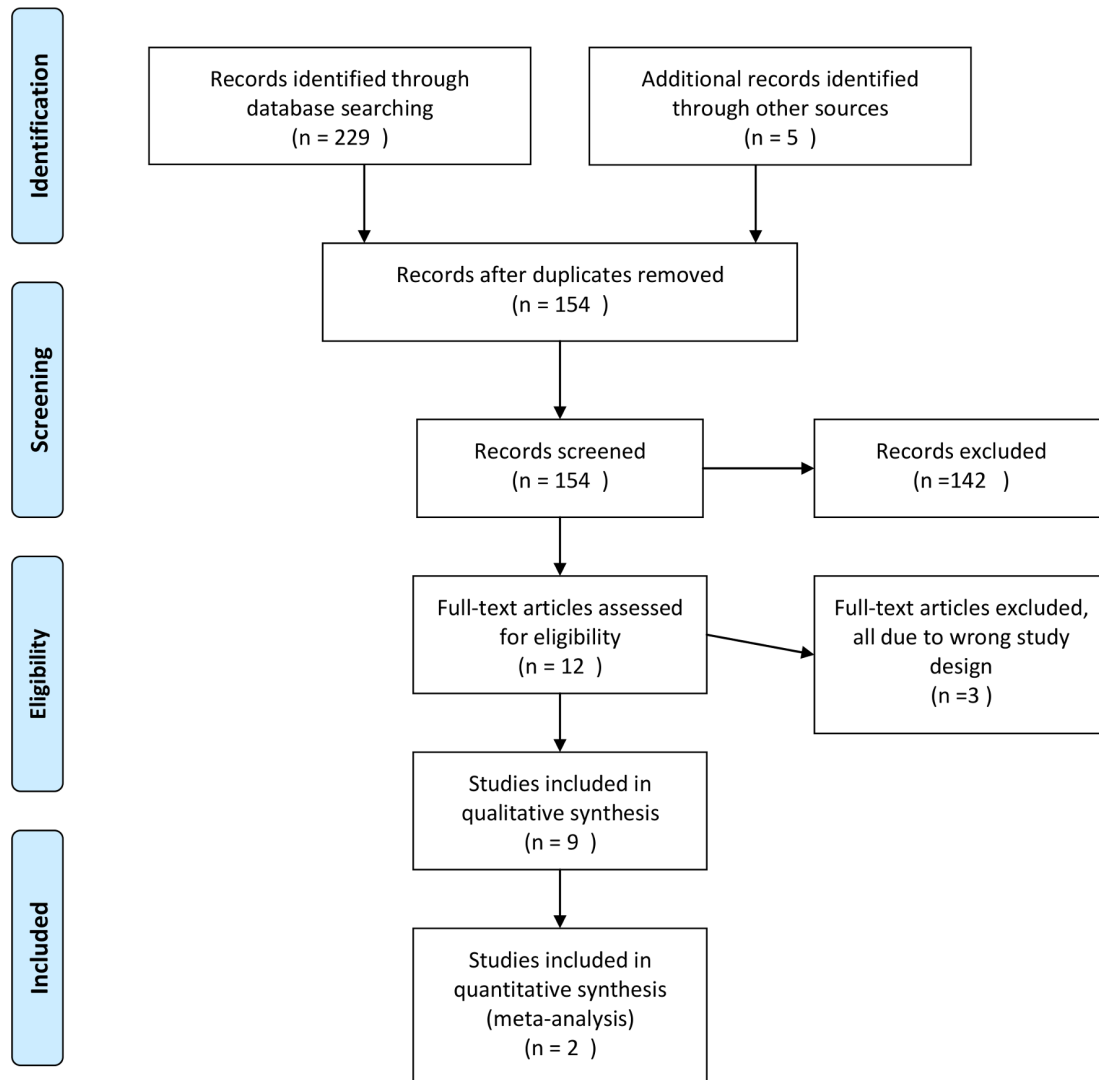 Identification
Records identified through
database searching
(n = 229 )
Additional records identified
through other sources
(n = 5 )
Records after duplicates removed
(n = 154 )
Screening
Records screened
(n = 154 )
Records excluded
(n =142 )
Eligibility
Full-text articles assessed
for eligibility
(n = 12 )
Full-text articles excluded,
all due to wrong study
design
(n =3 )
Studies included in
qualitative synthesis
(n = 9 )
Included
Studies included in
quantitative synthesis
(meta-analysis)
(n = 2 )